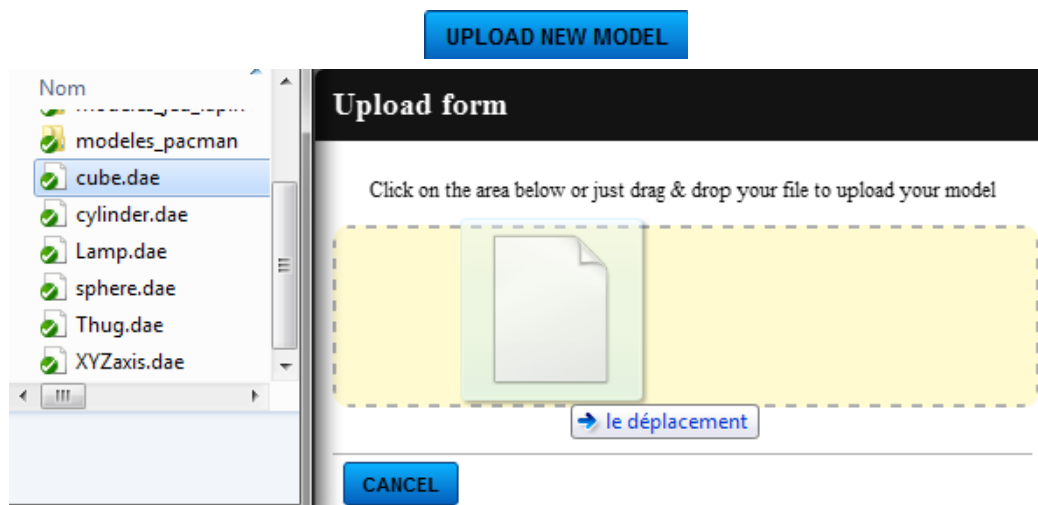 UPLOAD NEW MODEL
Nom
modeles_pacman
cube.dae
cylinder.dae
Lamp.dae
sphere.dae
Thug.dae
XYZaxis.dae
Upload form
Click on the area below or just drag & drop your file to upload your model
le déplacement
CANCEL